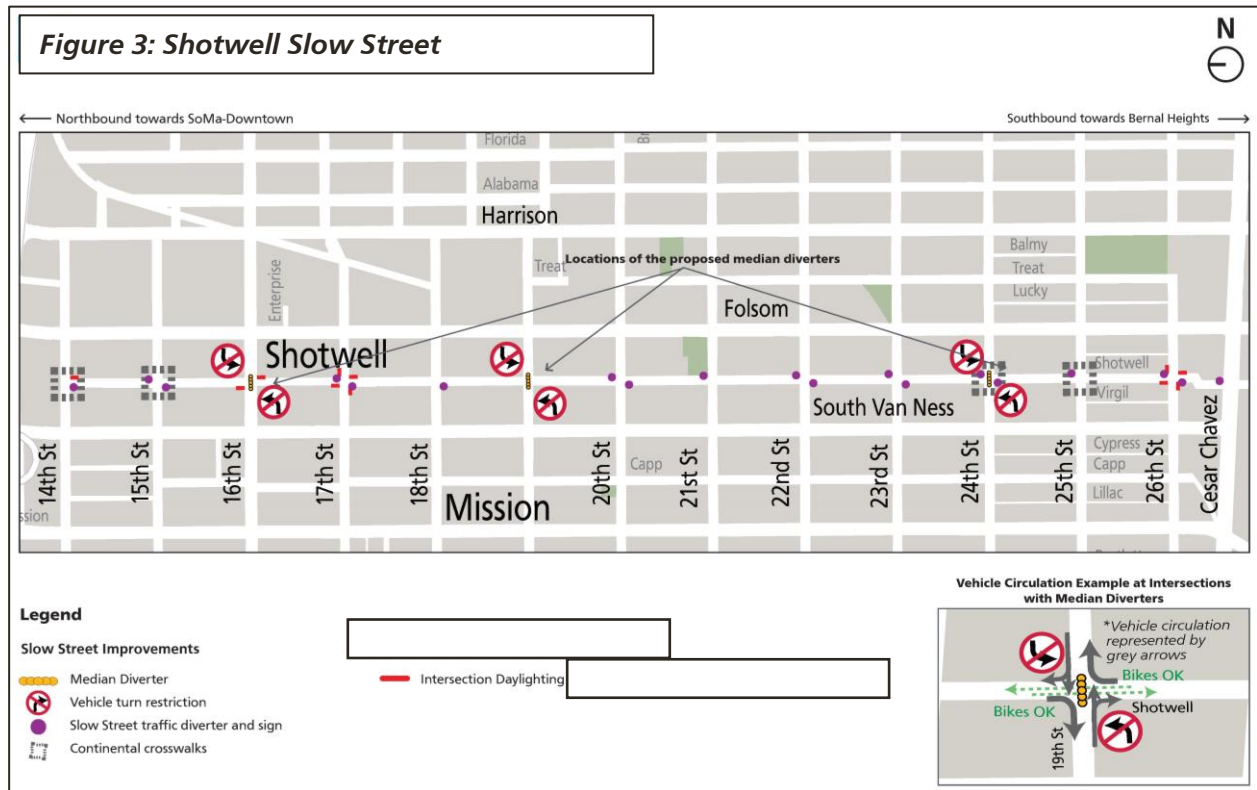 Figure 3: Shotwell Slow Street
N
Northbound towards SoMa-Downtown
Southbound towards Bernal Heights
Florida
Alabama
Harrison
Balmy
Treat
Locations of the proposed median diverters
Treat
Lucky
Enterprise
Folsom
Shotwell
Shotwell
South Van Ness
Virgil
14th St
15th St
16th St
17th St
18th St
20th St
21st St
22nd St
23rd St
24th St
25th St
26th St
Cesar Chavez
Capp
Cypress
Capp
Lillac
Mission
ssion
Vehicle Circulation Example at Intersections
with Median Diverters
Legend
Slow Street Improvements
Median Diverter
Intersection Daylighting
Vehicle turn restriction
Slow Street traffic diverter and sign
Continental crosswalks
*Vehicle circulation
represented by
grey arrows
Bikes OK
Bikes OK
Shotwell
19th St